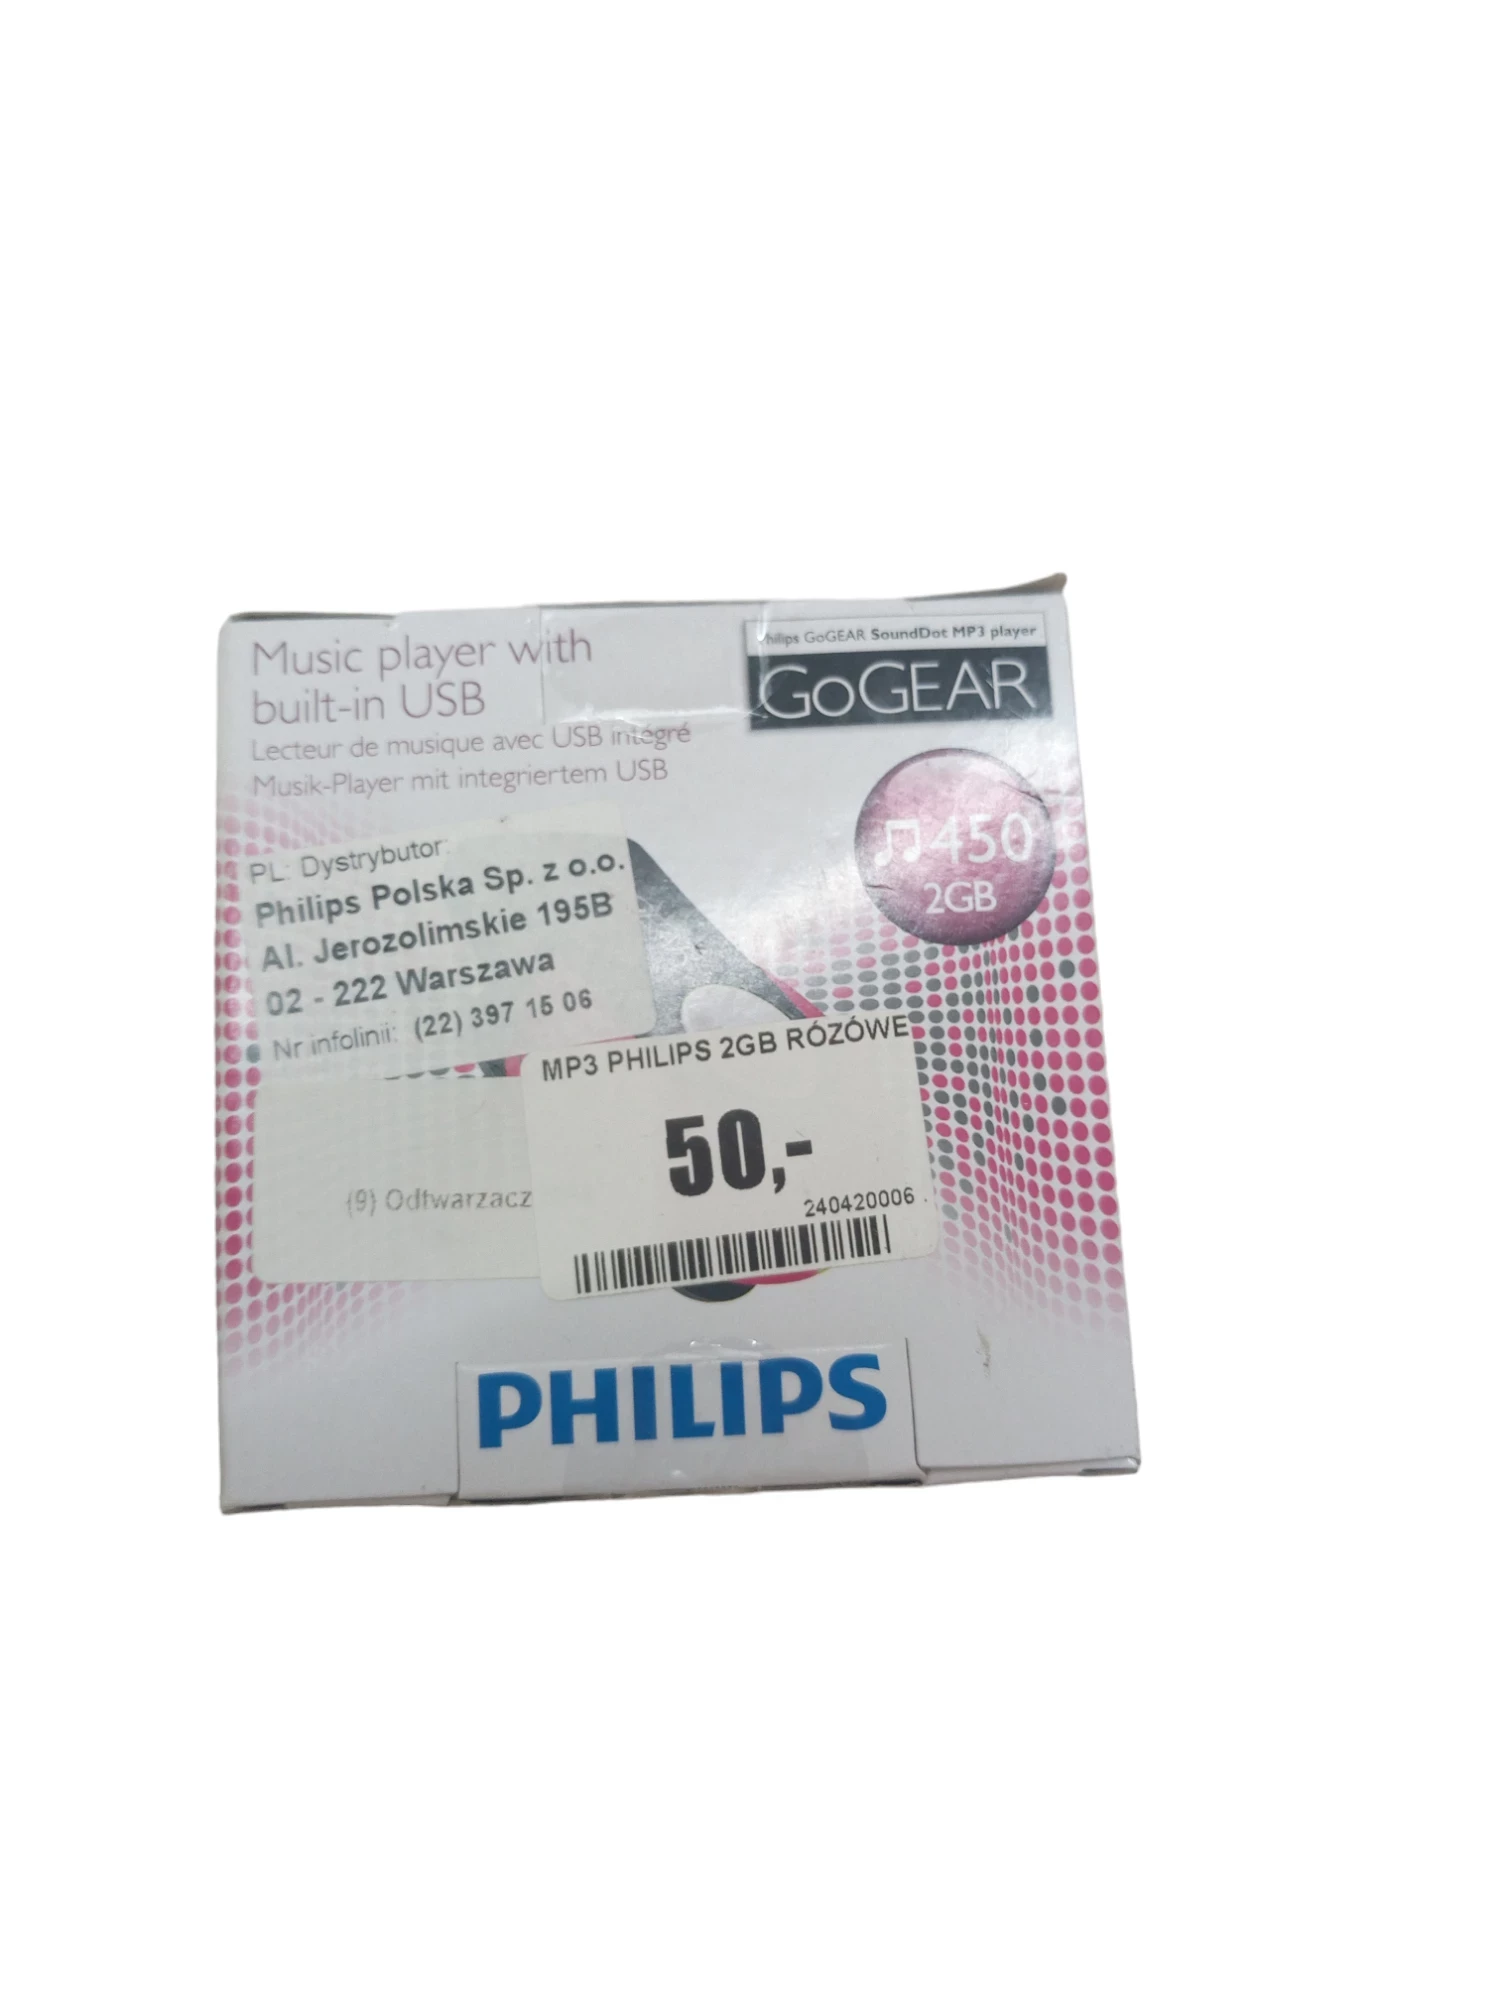 Music player with
built-in USB
Lecteur de musique avec USB intégré
Musik-Player mit integriertem USB
Philips GoGEAR SoundDot MP3 player
GoGEAR
450
2GB
PL: Dystrybutor:
Philips Polska Sp. z o.o.
Al. Jerozolimskie 195B
02 - 222 Warszawa
Nr infolinii: (22) 397 15 06
(9) Odtwarzacz
MP3 PHILIPS 2GB RÓZÓWE
50,-
240420006 .
PHILIPS